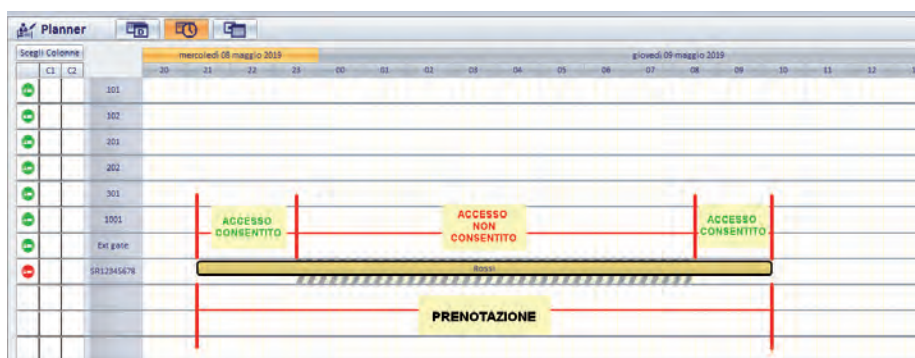 Planner
Scegli Colonne
mercoledì 08 maggio 2019
giovedì 09 maggio 2019
C1 C2
20 21 22 23 00 01 02 03 04 05 06 07 08 09 10 11 12
101
102
201
202
301
1001
Ext gate
SR12345678
ACCESSO
CONSENTITO
ACCESSO
NON
CONSENTITO
ACCESSO
CONSENTITO
Rossi
PRENOTAZIONE